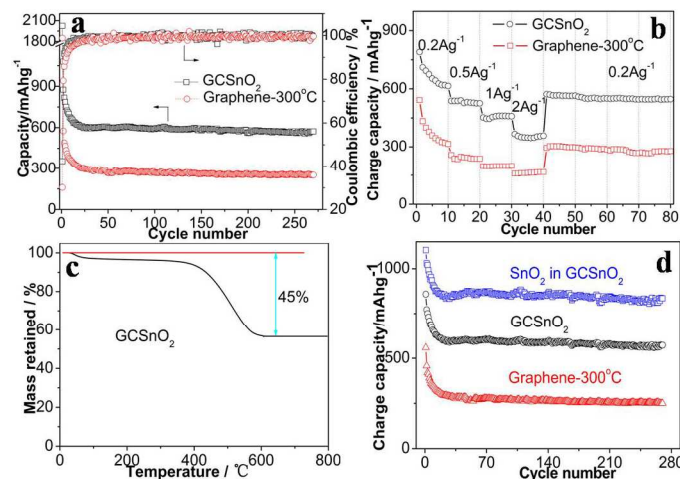 a
2100
1800
900
600
300
Capacity/mAhg⁻¹
GCSnO₂
Graphene-300°C
100
80
60
40
20
Coulombic efficiency / %
0 50 100 150 200 250
Cycle number
b
900
600
300
0
Charge capacity / mAhg⁻¹
GCSnO₂
Graphene-300°C
0.2Ag⁻¹
0.5Ag⁻¹
1Ag⁻¹
2Ag⁻¹
0.2Ag⁻¹
0 10 20 30 40 50 60 70 80
Cycle number
c
100
80
60
40
20
0
Mass retained / %
45%
GCSnO₂
0 200 400 600 800
Temperature / ℃
d
1000
500
0
Charge capacity/mAhg⁻¹
SnO₂ in GCSnO₂
GCSnO₂
Graphene-300°C
0 70 140 210 280
Cycle number